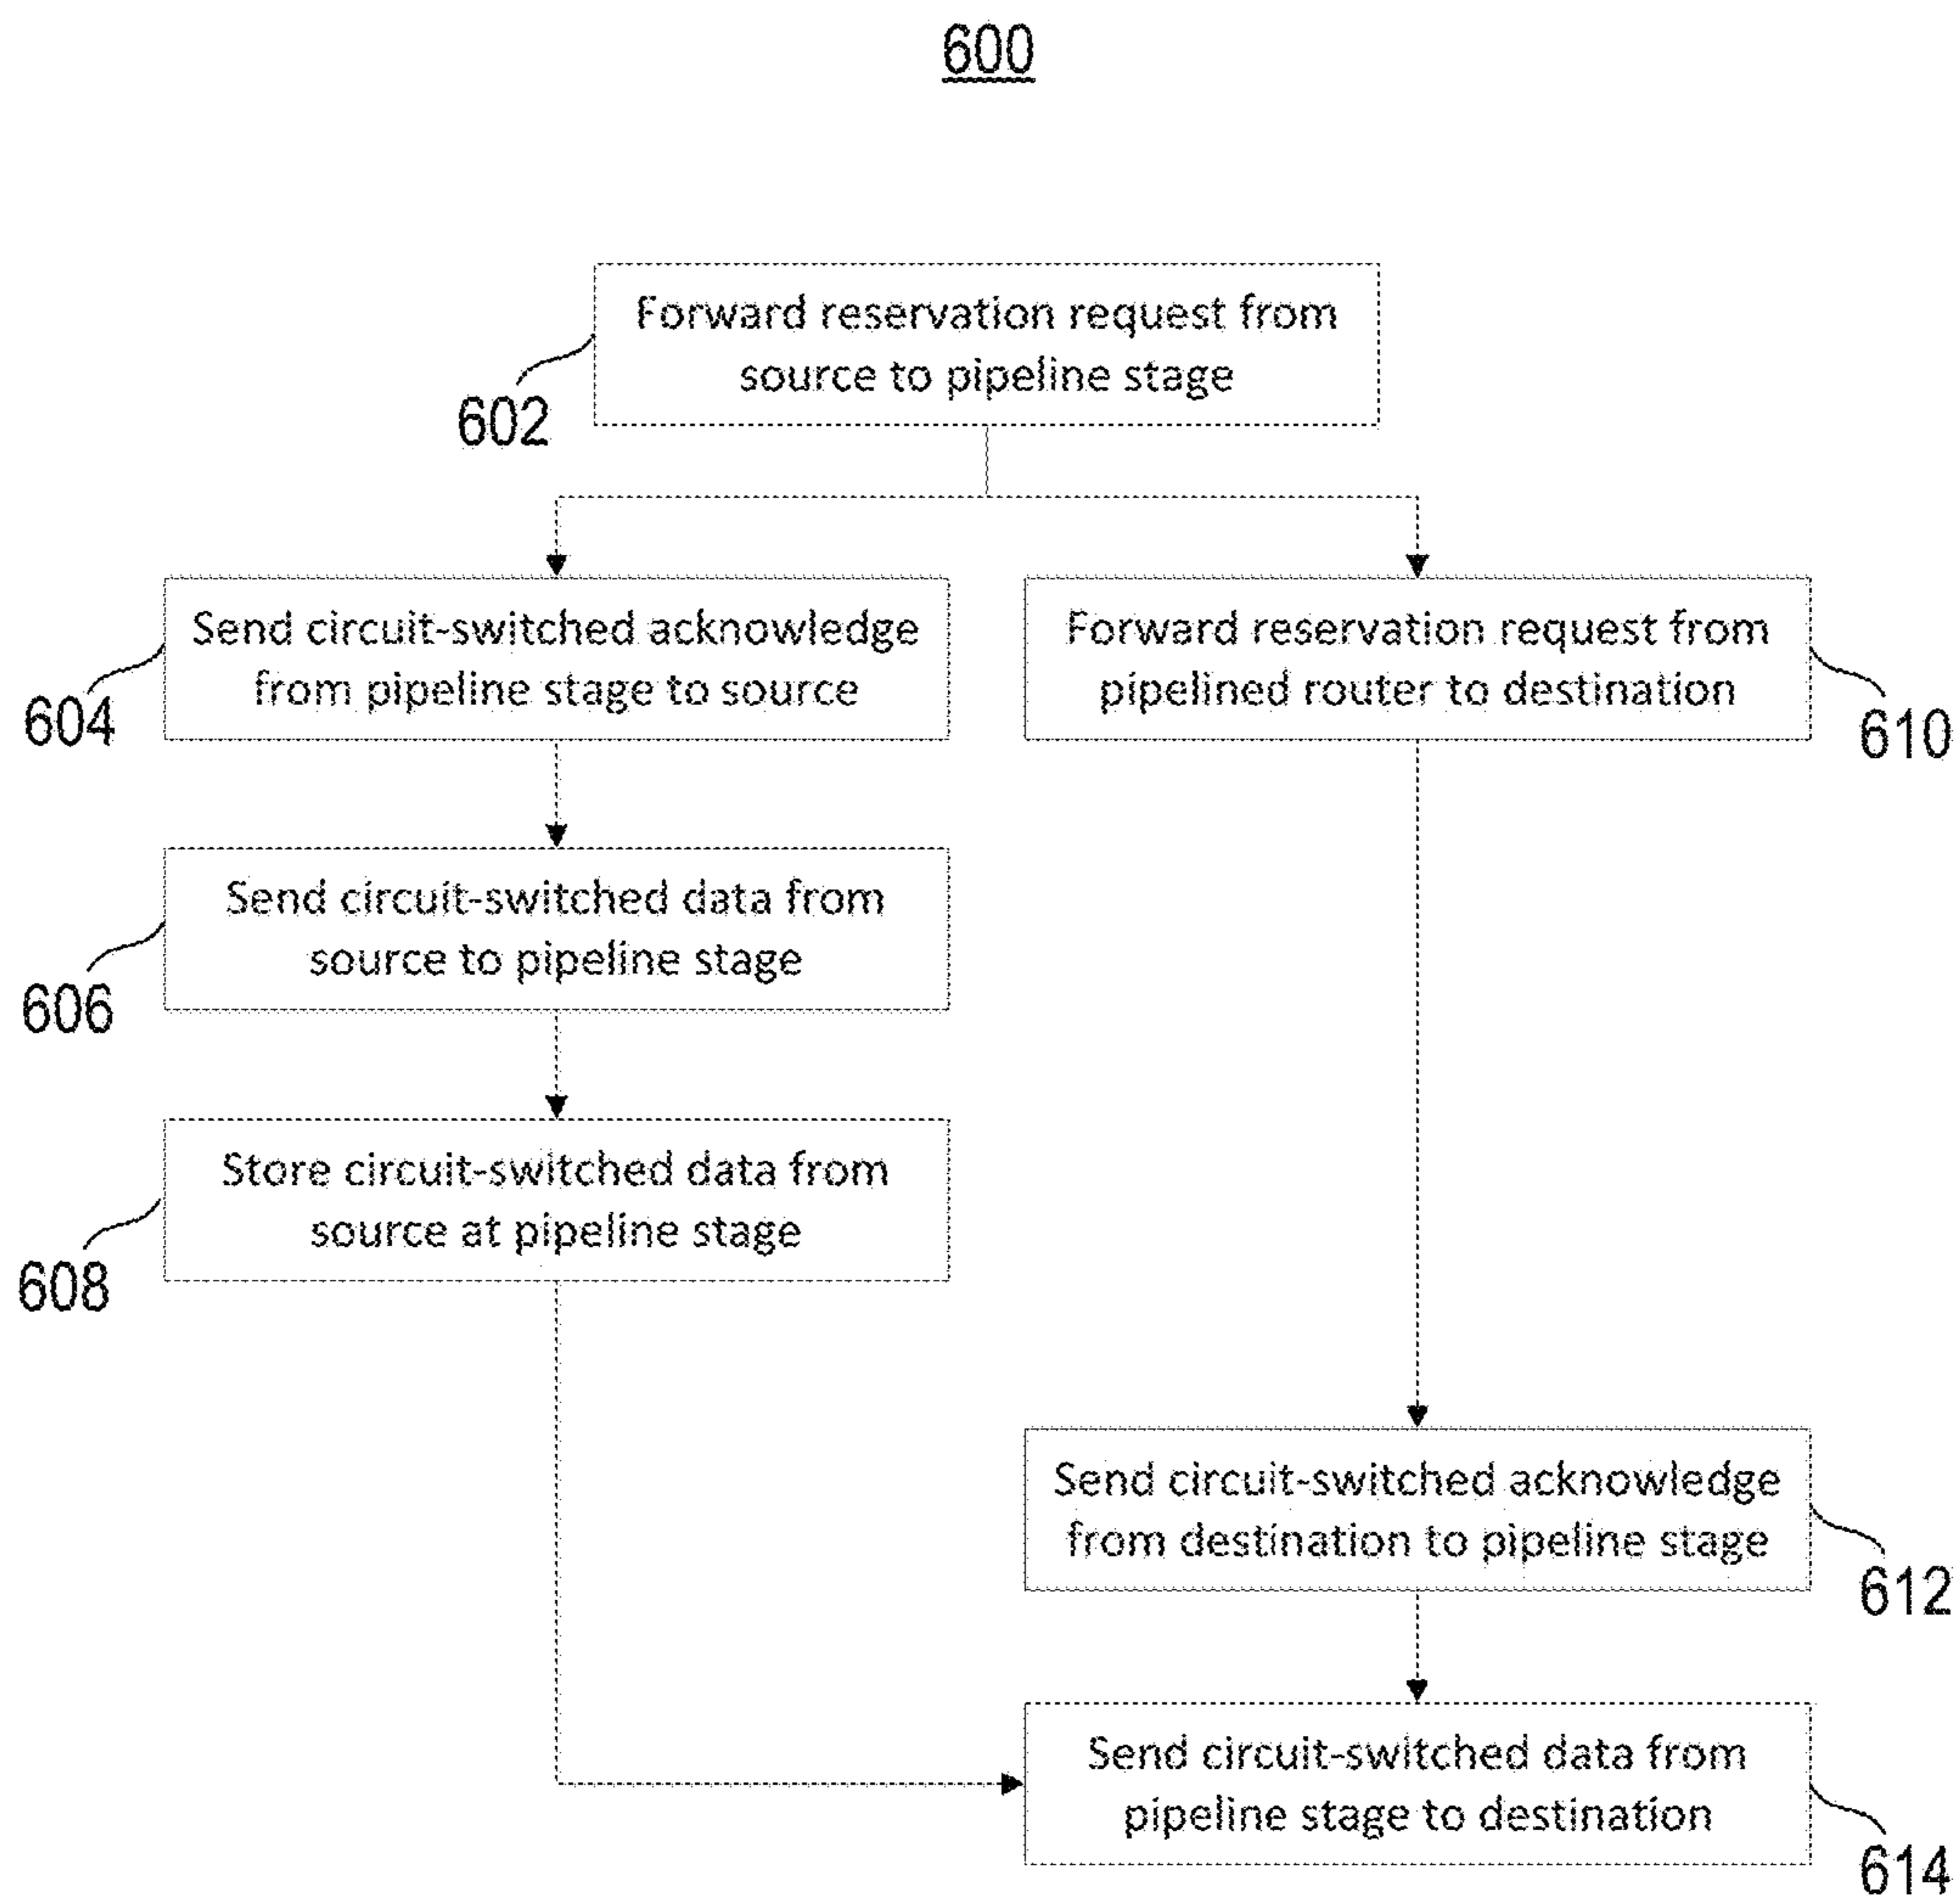 600
Forward reservation request from
source to pipeline stage
602
Send circuit-switched acknowledge
from pipeline stage to source
604
Forward reservation request from
pipelined router to destination
610
Send circuit-switched data from
source to pipeline stage
606
Store circuit-switched data from
source at pipeline stage
608
Send circuit-switched acknowledge
from destination to pipeline stage
612
Send circuit-switched data from
pipeline stage to destination
614